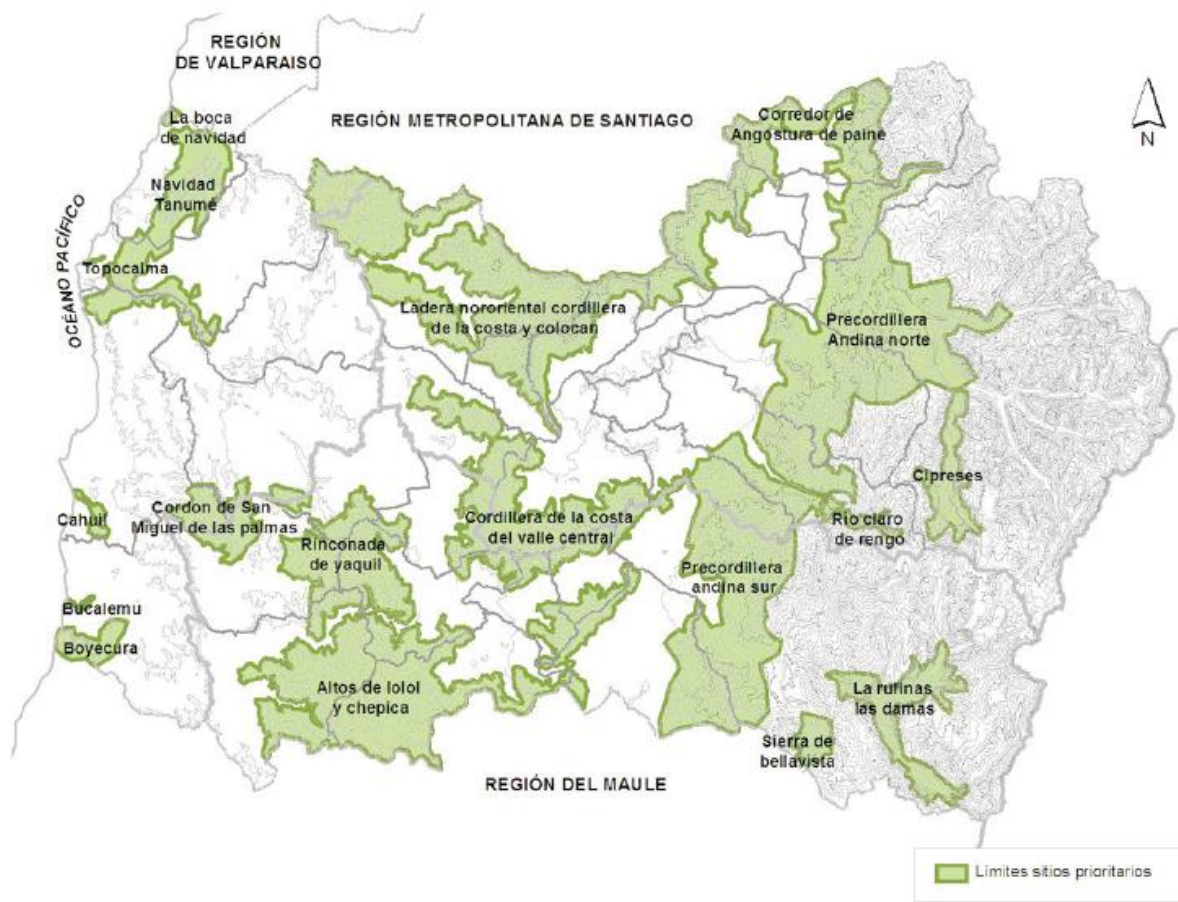 REGIÓN
DE VALPARAISO
La boca
de navidad
REGIÓN METROPOLITANA DE SANTIAGO
Corredor de
Angostura de paine
N
Navidad
Tanumé
OCÉANO PACÍFICO
Topocalma
Ladera nororiental cordillera
de la costa y colocan
Precordillera
Andina norte
Cipreses
Cahuil
Cordon de San
Miguel de las palmas
Rinconada
de yaquil
Cordillera de la costa
del valle central
Rio claro
de rengo
Precordillera
andina sur
Bucalemu
Boyecura
Altos de lolol
y chepica
La rufinas
las damas
Sierra de
bellavista
REGIÓN DEL MAULE
Límites sitios prioritarios